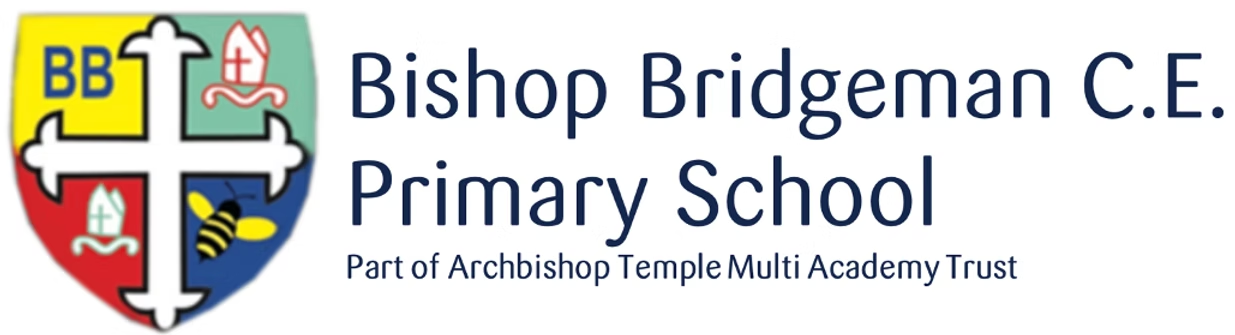 BB
Bishop Bridgeman C.E.
Primary School
Part of Archbishop Temple Multi Academy Trust